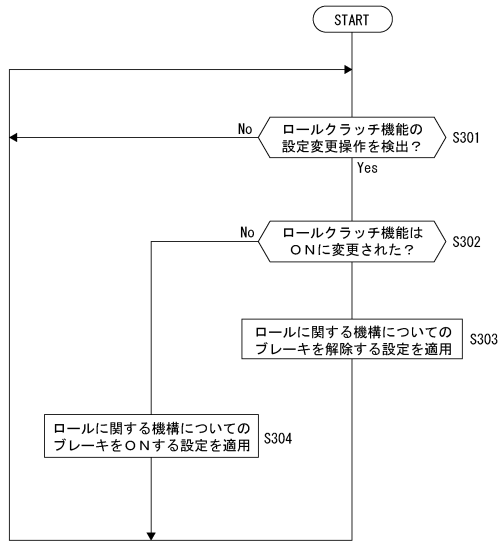 START
No
ロールクラッチ機能の
設定変更操作を検出？
S301
Yes
No
ロールクラッチ機能は
ＯＮに変更された？
S302
ロールに関する機構についての
ブレーキを解除する設定を適用
S303
ロールに関する機構についての
ブレーキをＯＮする設定を適用
S304